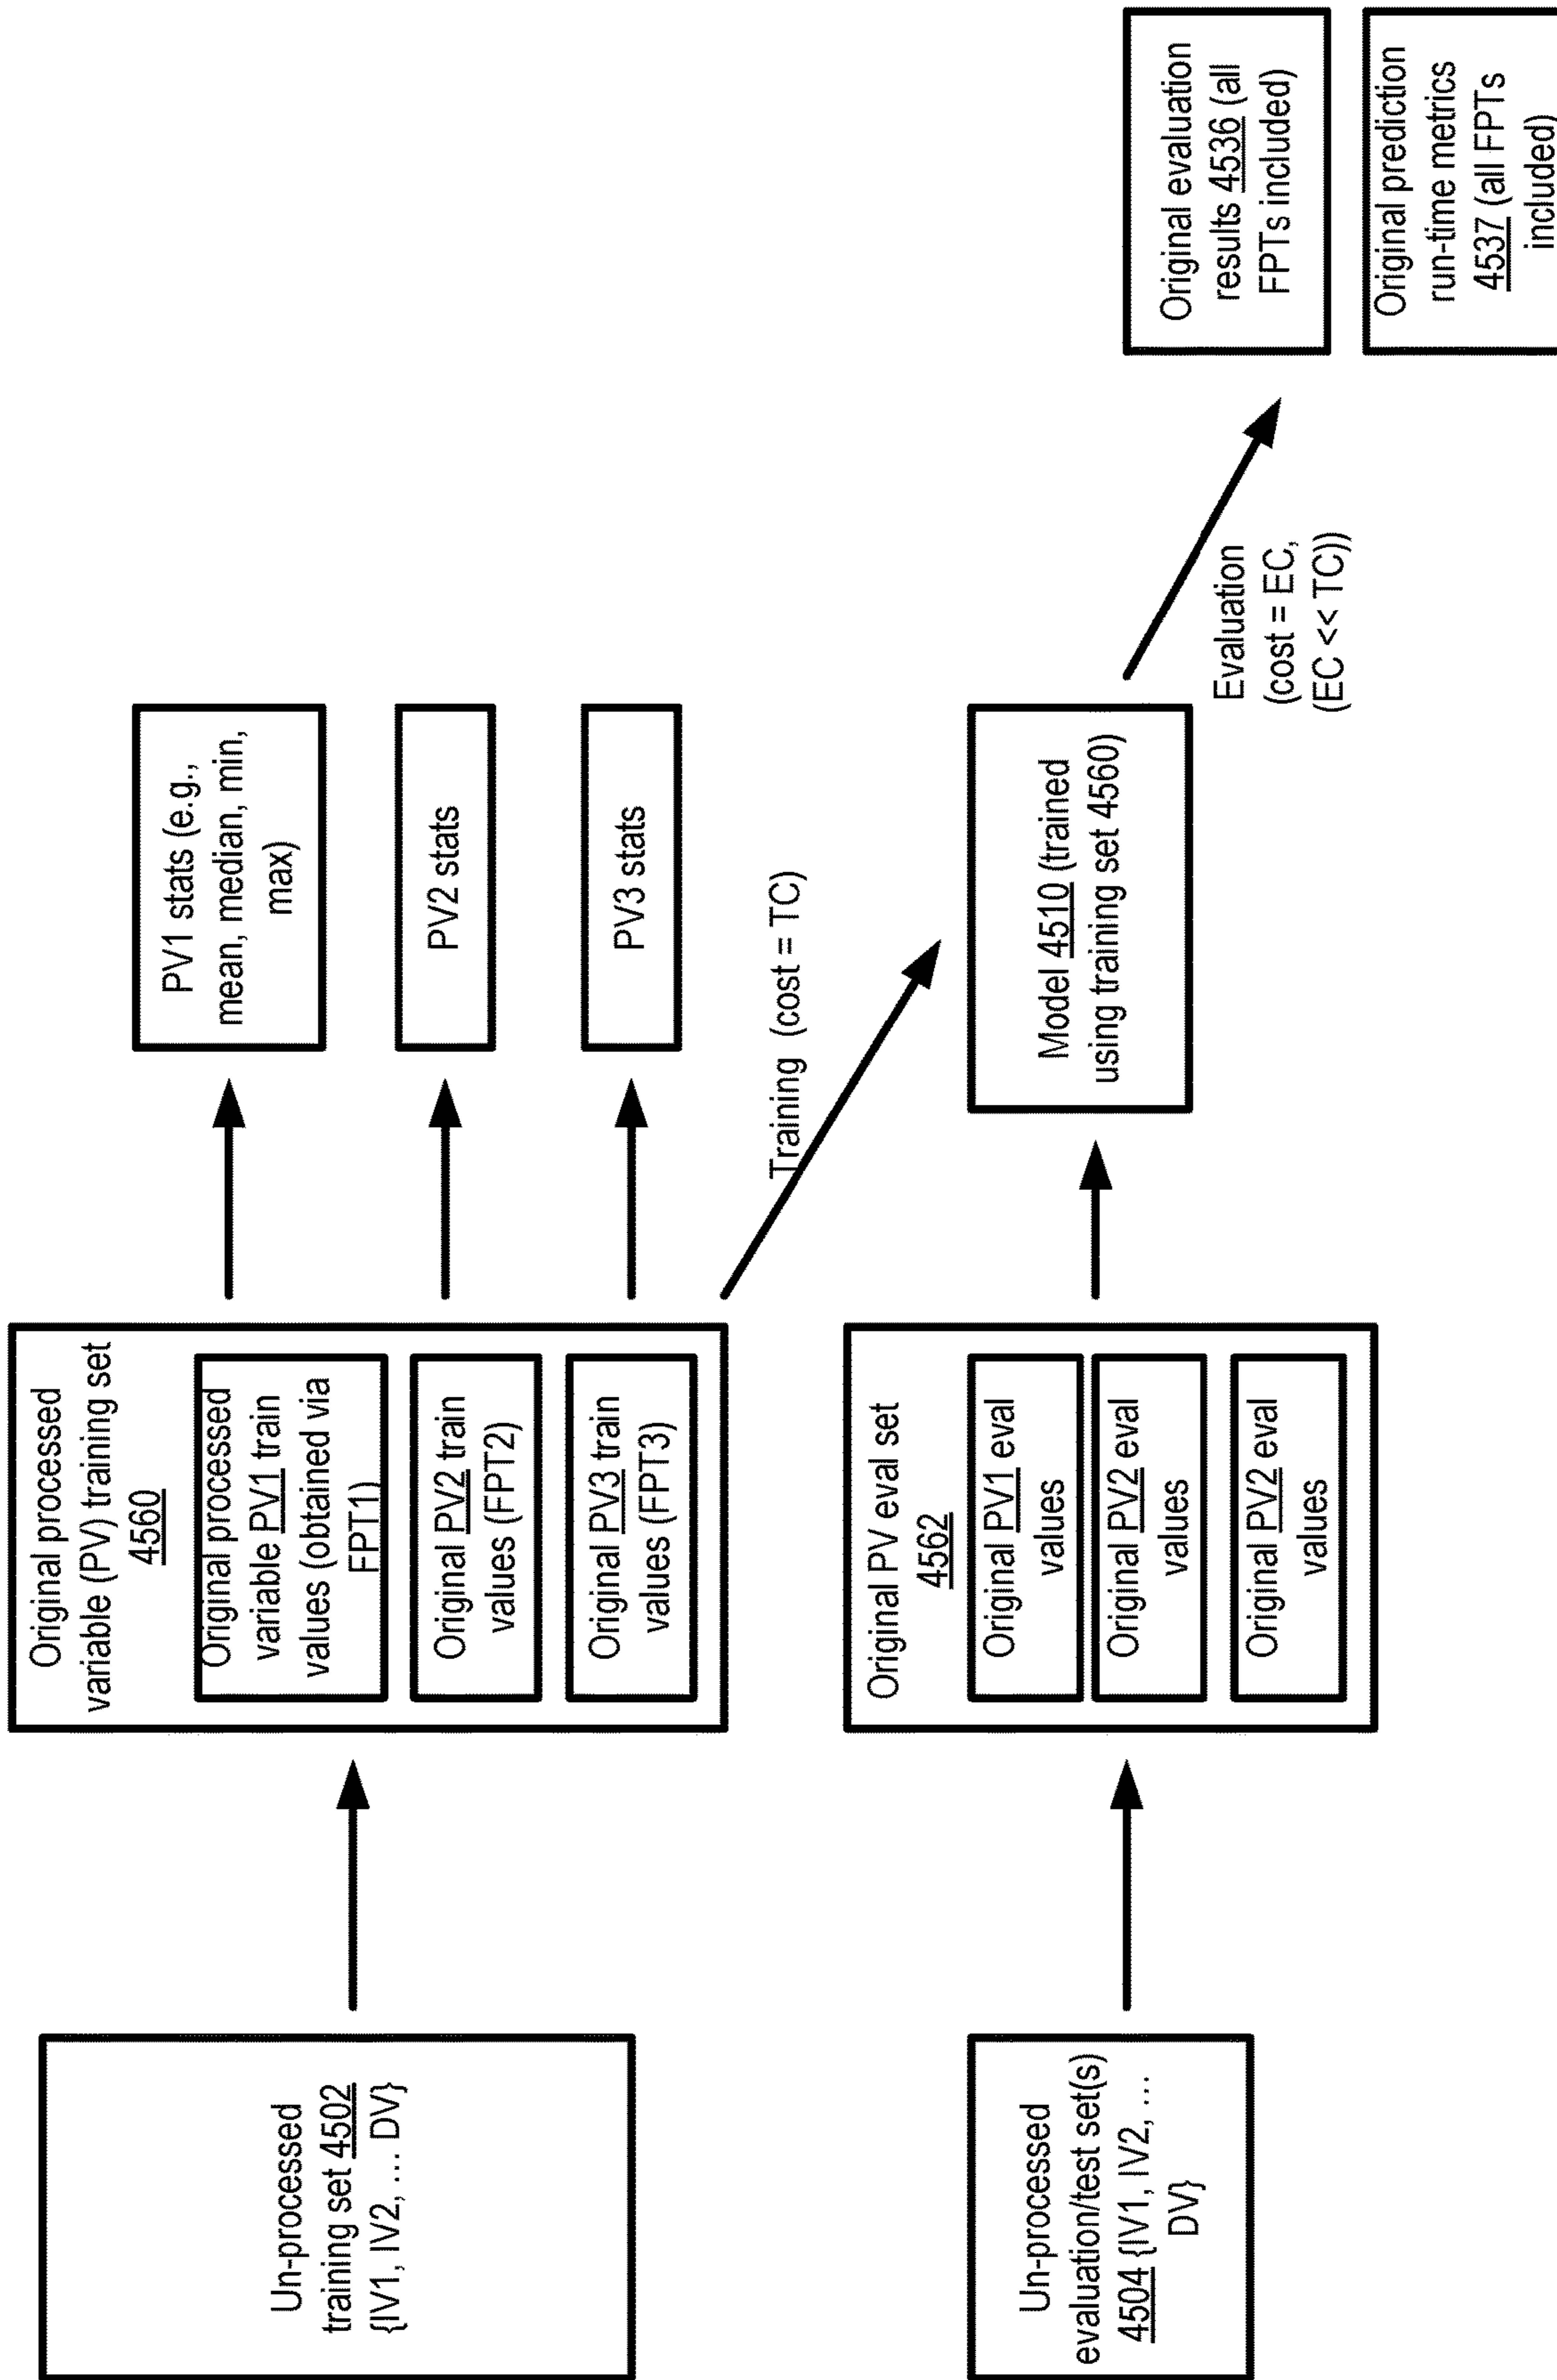 Un-processed
training set 4502
{IV1, IV2, … DV}
Original processed
variable (PV) training set
4560
Original processed
variable PV1 train
values (obtained via
FPT1)
Original PV2 train
values (FPT2)
Original PV3 train
values (FPT3)
PV1 stats (e.g.,
mean, median, min,
max)
PV2 stats
PV3 stats
Training (cost = TC)
Un-processed
evaluation/test set(s)
4504 {IV1, IV2, …
DV}
Original PV eval set
4562
Original PV1 eval
values
Original PV2 eval
values
Original PV2 eval
values
Model 4510 (trained
using training set 4560)
Evaluation
(cost = EC,
(EC << TC))
Original evaluation
results 4536 (all
FPTs included)
Original prediction
run-time metrics
4537 (all FPTs
included)